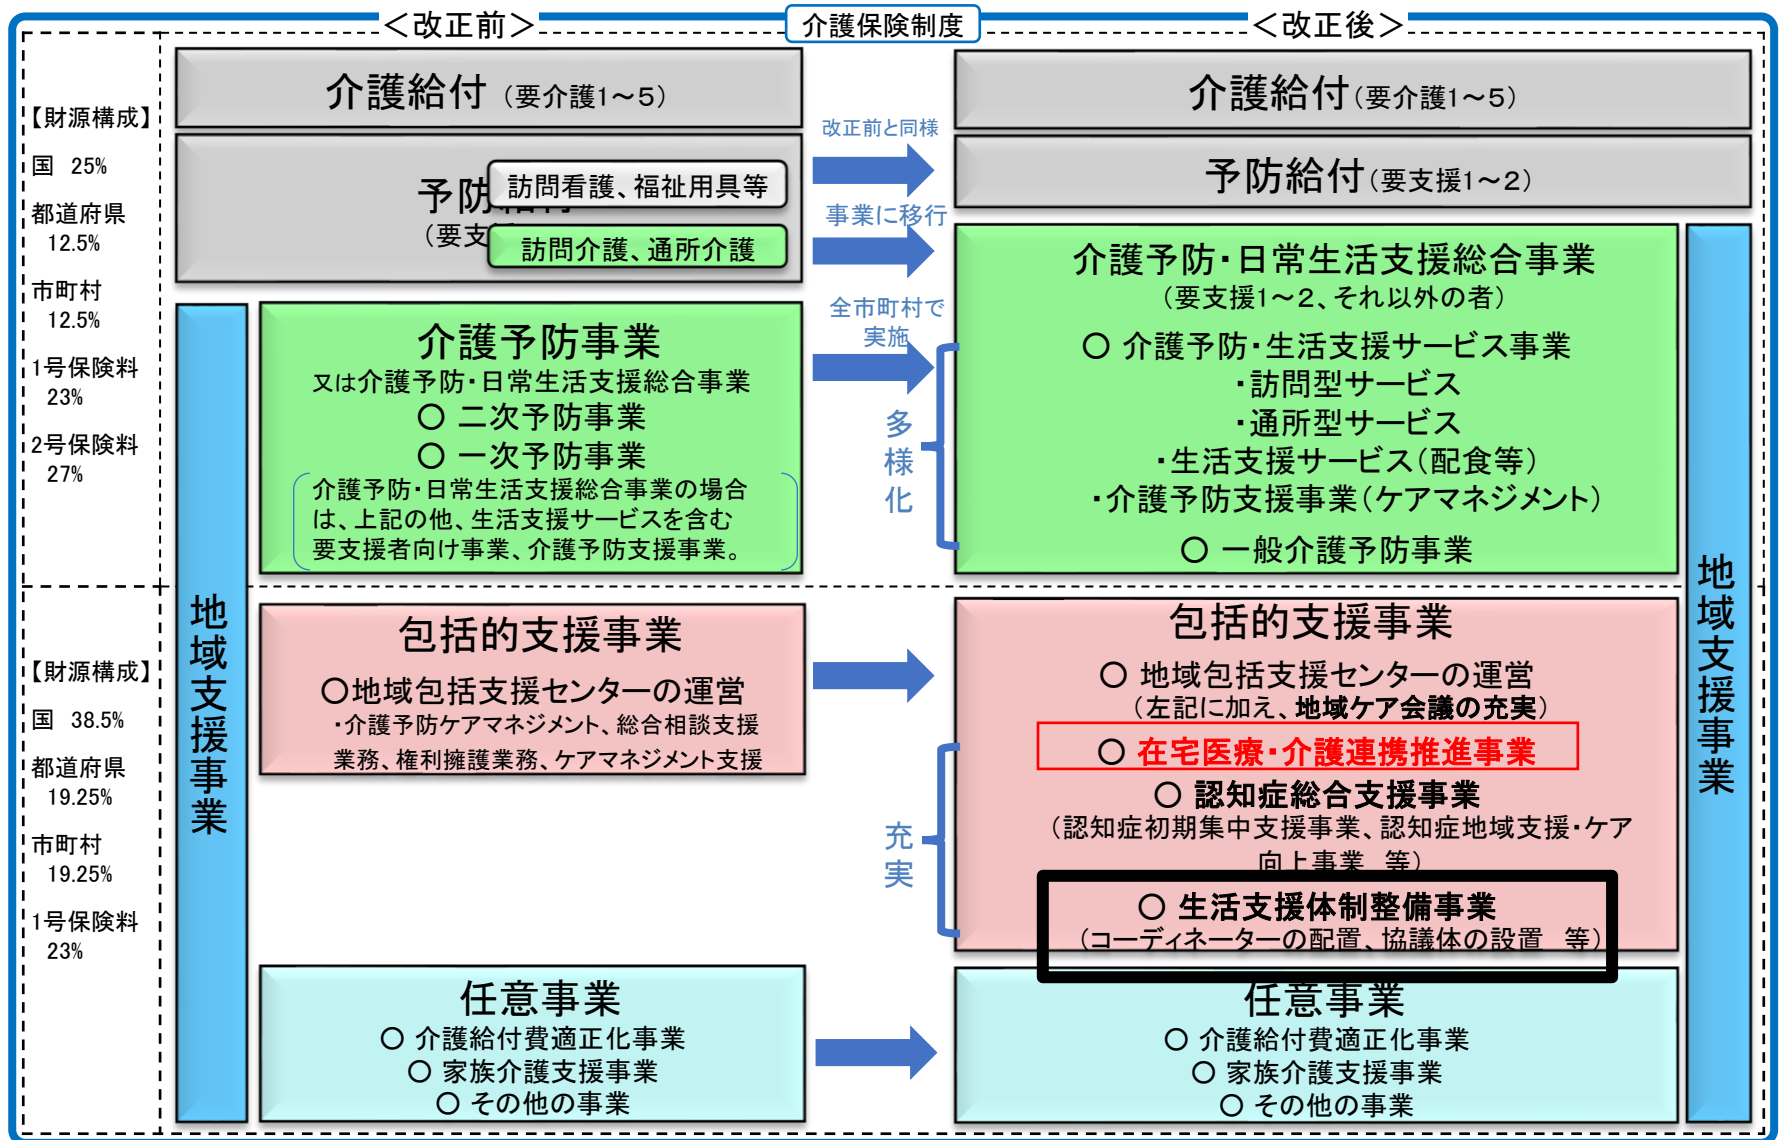 ＜改正前＞
介護保険制度
＜改正後＞
【財源構成】
国 25%
都道府県
12.5%
市町村
12.5%
1号保険料
23%
2号保険料
27%
【財源構成】
国 38.5%
都道府県
19.25%
市町村
19.25%
1号保険料
23%
介護給付 （要介護1～5）
予防
（要支
訪問看護、福祉用具等
訪問介護、通所介護
地域支援事業
介護予防事業
又は介護予防・日常生活支援総合事業
〇 二次予防事業
〇 一次予防事業
介護予防・日常生活支援総合事業の場合
は、上記の他、生活支援サービスを含む
要支援者向け事業、介護予防支援事業。
包括的支援事業
〇地域包括支援センターの運営
・介護予防ケアマネジメント、総合相談支援
業務、権利擁護業務、ケアマネジメント支援
任意事業
〇 介護給付費適正化事業
〇 家族介護支援事業
〇 その他の事業
改正前と同様
事業に移行
全市町村で
実施
多様化
充実
介護給付（要介護1～5）
予防給付（要支援1～2）
介護予防・日常生活支援総合事業
（要支援1～2、それ以外の者）
〇 介護予防・生活支援サービス事業
・訪問型サービス
・通所型サービス
・生活支援サービス（配食等）
・介護予防支援事業（ケアマネジメント）
〇 一般介護予防事業
包括的支援事業
〇 地域包括支援センターの運営
（左記に加え、地域ケア会議の充実）
〇 在宅医療・介護連携推進事業
〇 認知症総合支援事業
（認知症初期集中支援事業、認知症地域支援・ケア
向上事業 等）
〇 生活支援体制整備事業
（コーディネーターの配置、協議体の設置 等）
任意事業
〇 介護給付費適正化事業
〇 家族介護支援事業
〇 その他の事業
地域支援事業